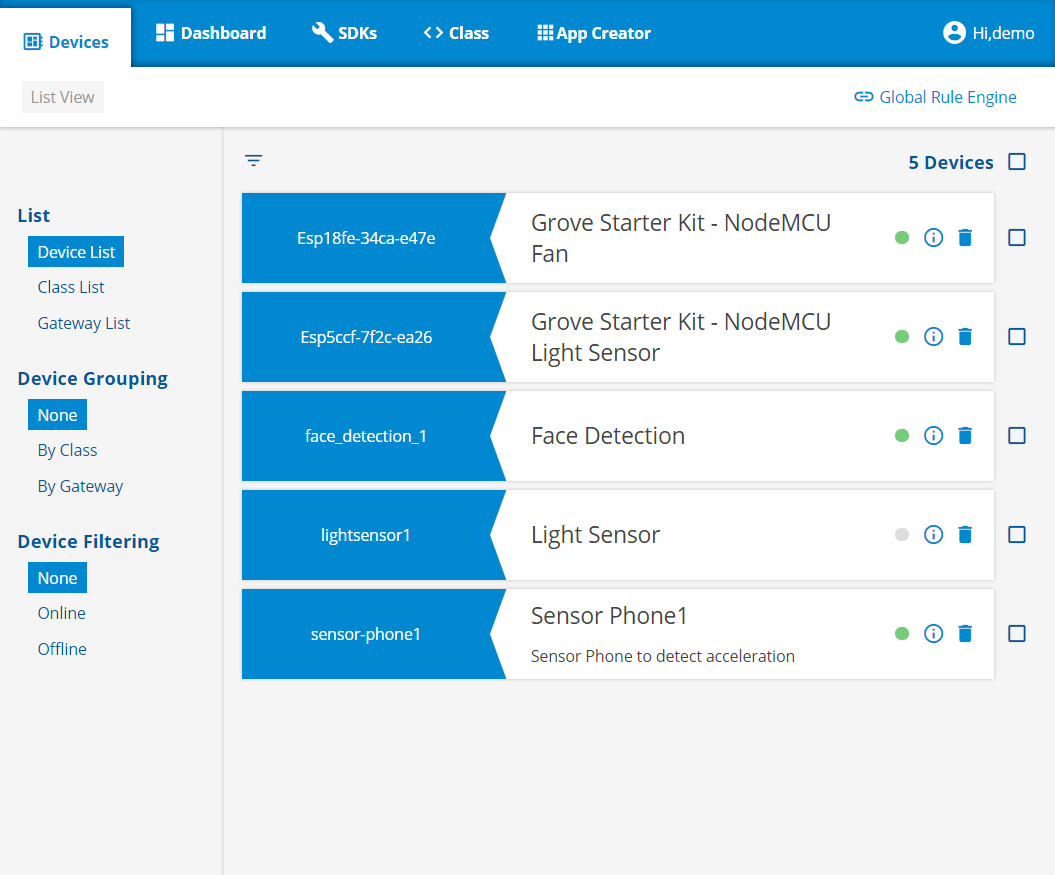 Devices
Dashboard
SDKs
Class
App Creator
Hi,demo
List View
Global Rule Engine
5 Devices
List
Device List
Class List
Gateway List
Device Grouping
None
By Class
By Gateway
Device Filtering
None
Online
Offline
Esp18fe-34ca-e47e
Grove Starter Kit - NodeMCU
Fan
Esp5ccf-7f2c-ea26
Grove Starter Kit - NodeMCU
Light Sensor
face_detection_1
Face Detection
lightsensor1
Light Sensor
sensor-phone1
Sensor Phone1
Sensor Phone to detect acceleration